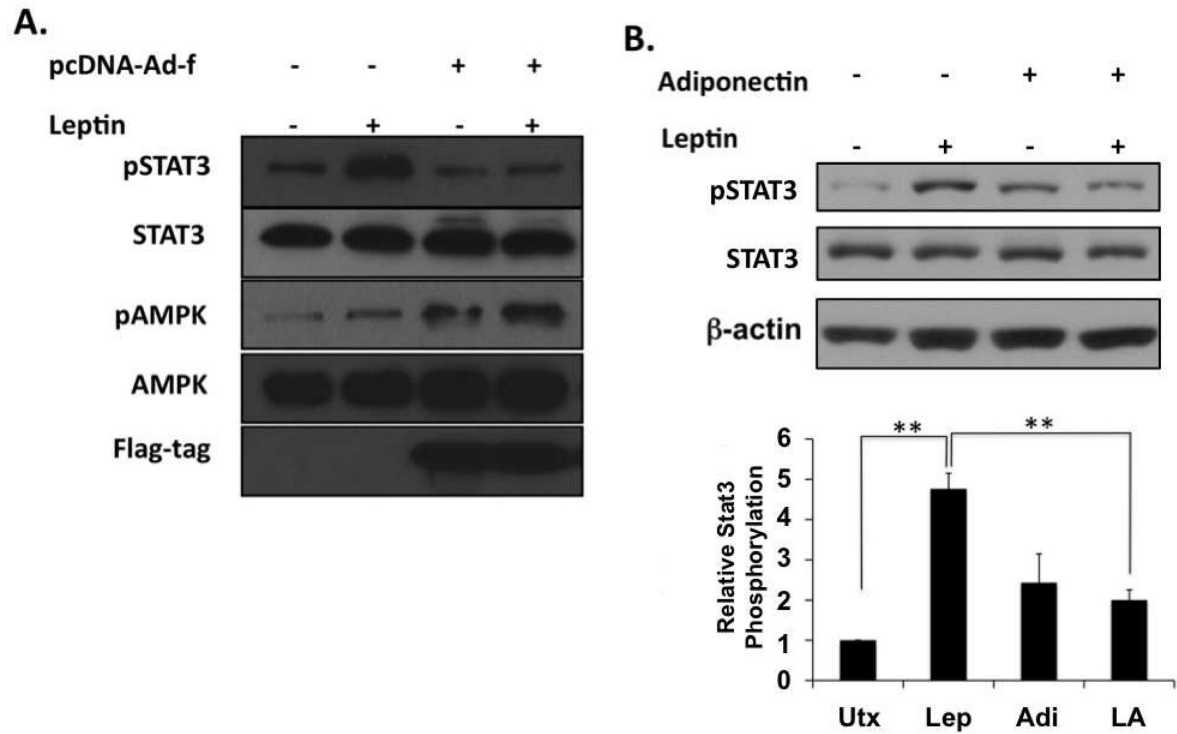 A.
pcDNA-Ad-f - - + +
Leptin - + - +
pSTAT3
STAT3
pAMPK
AMPK
Flag-tag
B.
Adiponectin - - + +
Leptin - + - +
pSTAT3
STAT3
β-actin
Relative Stat3
Phosphorylation
6
5
4
3
2
1
0
** **
Utx Lep Adi LA